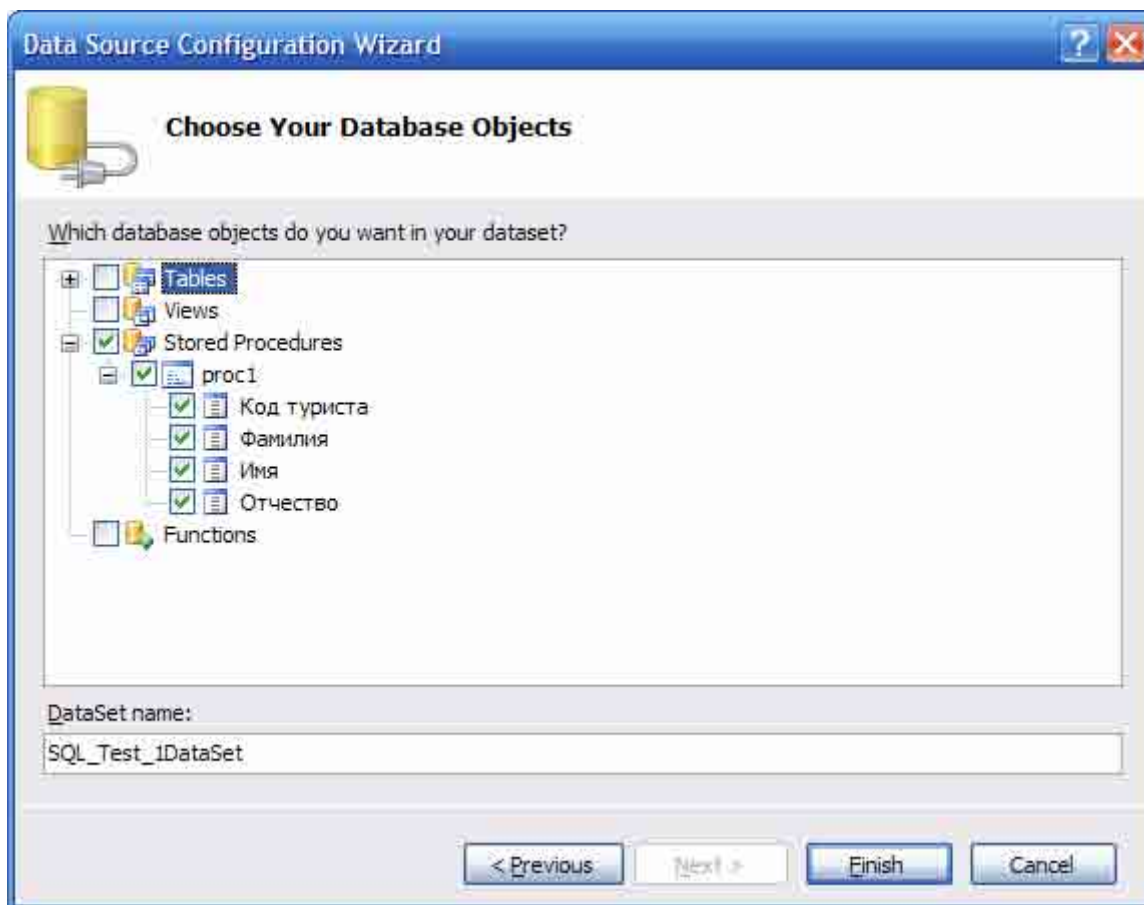 Data Source Configuration Wizard
Choose Your Database Objects
Which database objects do you want in your dataset?
Tables
Views
Stored Procedures
proc1
Код туриста
Фамилия
Имя
Отчество
Functions
DataSet name:
SQL_Test_1DataSet
< Previous Next > Finish Cancel